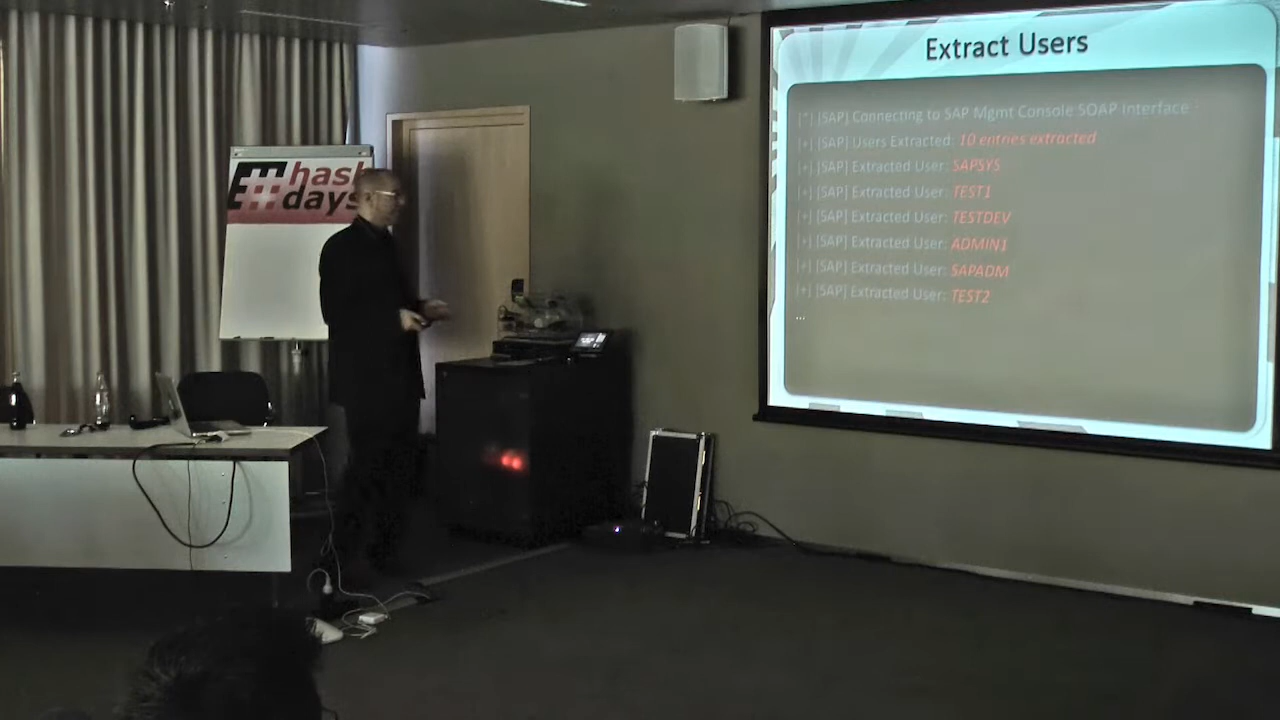 hash
days
Extract Users
[*] [SAP] Connecting to SAP Mgmt Console SOAP Interface
[+] [SAP] Users Extracted: 10 entries extracted
[+] [SAP] Extracted User: SAPSYS
[+] [SAP] Extracted User: TEST1
[+] [SAP] Extracted User: TESTDEV
[+] [SAP] Extracted User: ADMIN1
[+] [SAP] Extracted User: SAPADM
[+] [SAP] Extracted User: TEST2
...